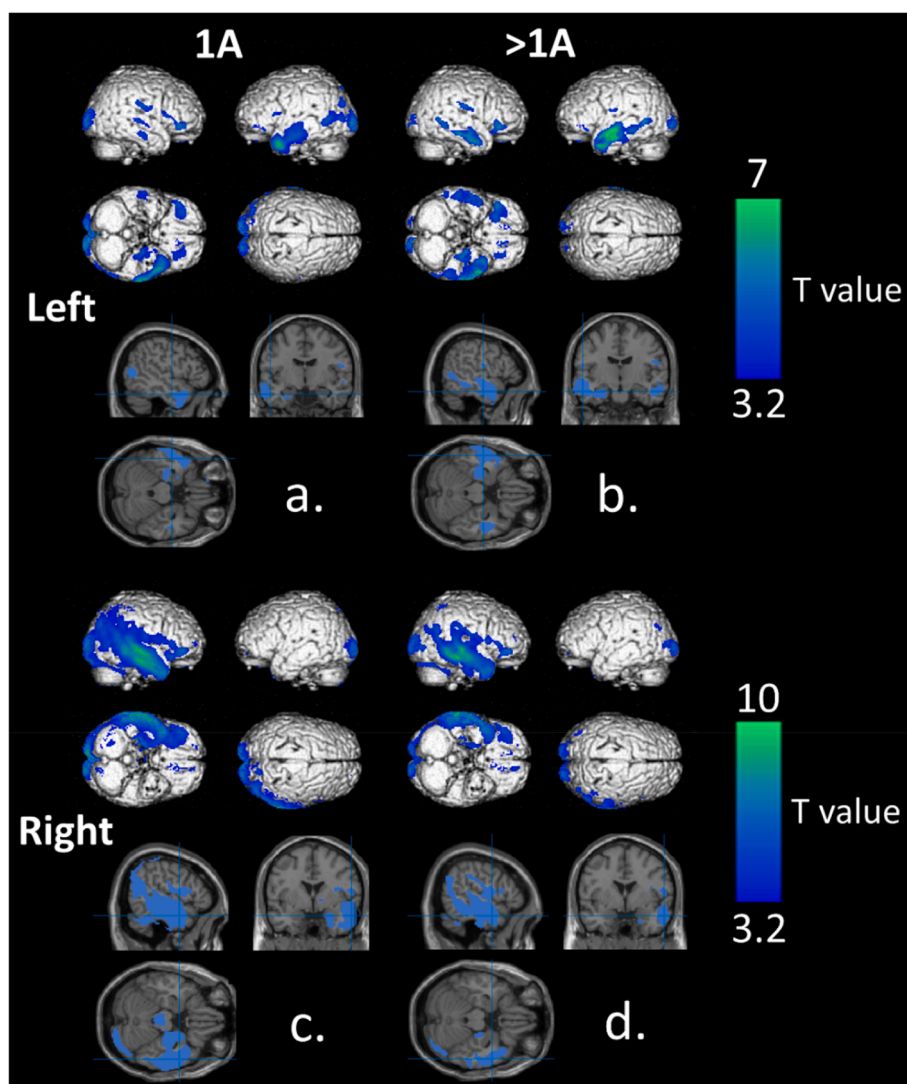 1A
>1A
7
T value
3.2
Left
a.
b.
10
T value
3.2
Right
c.
d.